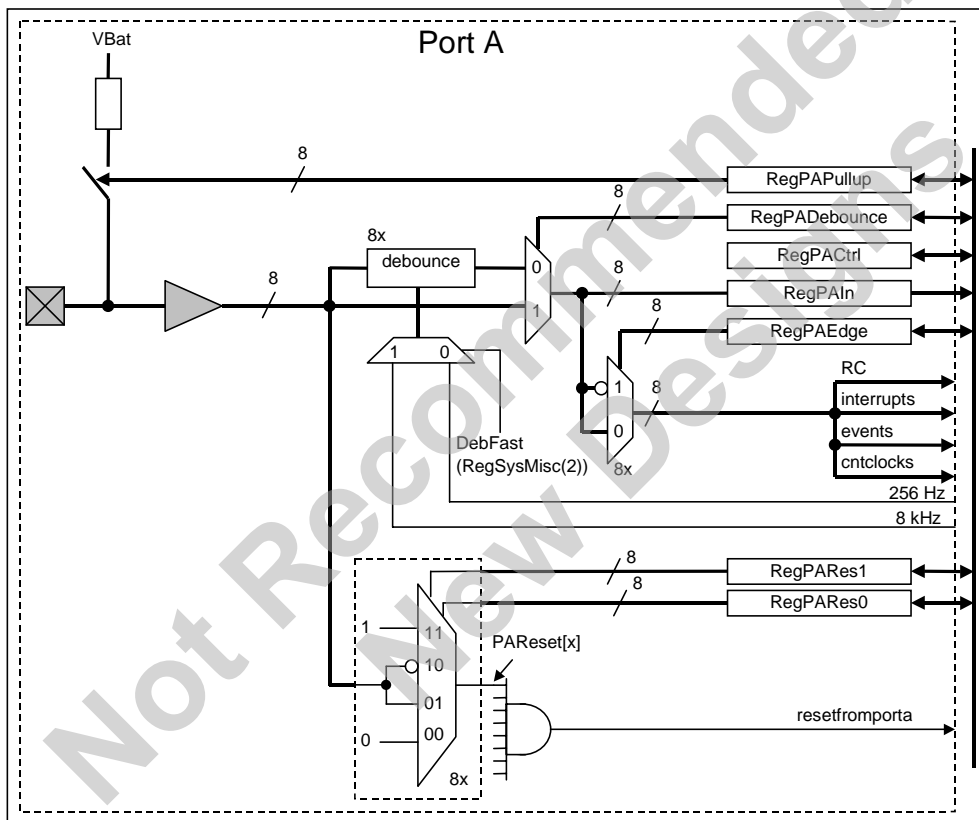 Port A
VBat
8
RegPAPullup
8
RegPADebounce
8x
debounce
0
1
RegPACtrl
8
8
RegPAIn
8
RegPAEdge
1 0
1
0
8
8x
RC
interrupts
events
cntclocks
DebFast
(RegSysMisc(2))
256 Hz
8 kHz
8
RegPARes1
8
RegPARes0
1
11
10
01
00
0
8x
PAReset[x]
resetfromporta
Not Recommended
New Designs